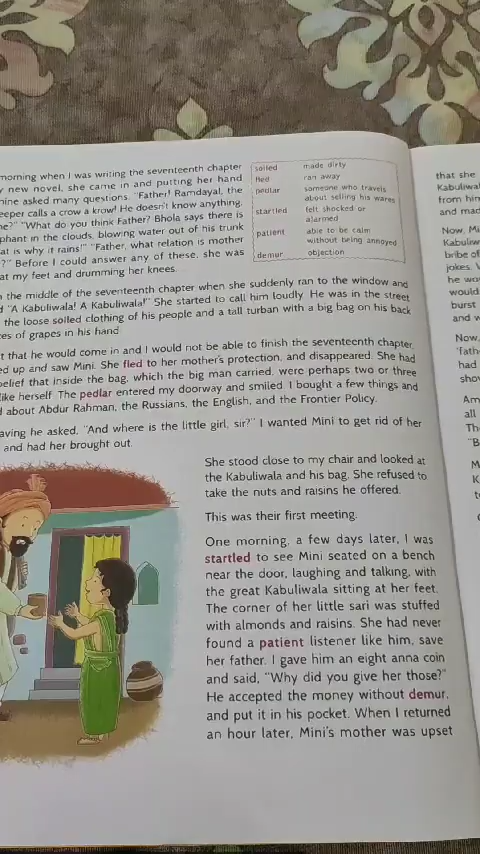 morning when I was writing the seventeenth chapter
new novel, she came in and putting her hand
mine asked many questions. "Father! Ramdayal, the
eeper calls a crow a krow! He doesn't know anything,
he?" "What do you think Father? Bhola says there is
phant in the clouds, blowing water out of his trunk
at is why it rains!" "Father, what relation is mother
?" Before I could answer any of these, she was
at my feet and drumming her knees.
soiled made dirty
fled ran away
pedlar someone who travels
about selling his wares
startled felt shocked or
alarmed
patient able to be calm
without being annoyed
demur objection
the middle of the seventeenth chapter when she suddenly ran to the window and
"A Kabuliwala! A Kabuliwala!" She started to call him loudly. He was in the street
the loose soiled clothing of his people and a tall turban with a big bag on his back
es of grapes in his hand.
t that he would come in and I would not be able to finish the seventeenth chapter,
ed up and saw Mini. She fled to her mother's protection, and disappeared. She had
elief that inside the bag, which the big man carried, were perhaps two or three
like herself. The pedlar entered my doorway and smiled. I bought a few things and
d about Abdur Rahman, the Russians, the English, and the Frontier Policy.
aving he asked, "And where is the little girl, sir?" I wanted Mini to get rid of her
and had her brought out.
She stood close to my chair and looked at
the Kabuliwala and his bag. She refused to
take the nuts and raisins he offered.
This was their first meeting.
One morning, a few days later, I was
startled to see Mini seated on a bench
near the door, laughing and talking, with
the great Kabuliwala sitting at her feet.
The corner of her little sari was stuffed
with almonds and raisins. She had never
found a patient listener like him, save
her father. I gave him an eight anna coin
and said, "Why did you give her those?"
He accepted the money without demur,
and put it in his pocket. When I returned
an hour later, Mini's mother was upset
that she
Kabuliwal
from him
and mad
Now, Mi
Kabuliw
bribe of
jokes.
he wou
would
burst
and w
Now,
'fath
had
sho
Am
all
Th
"B
M
K